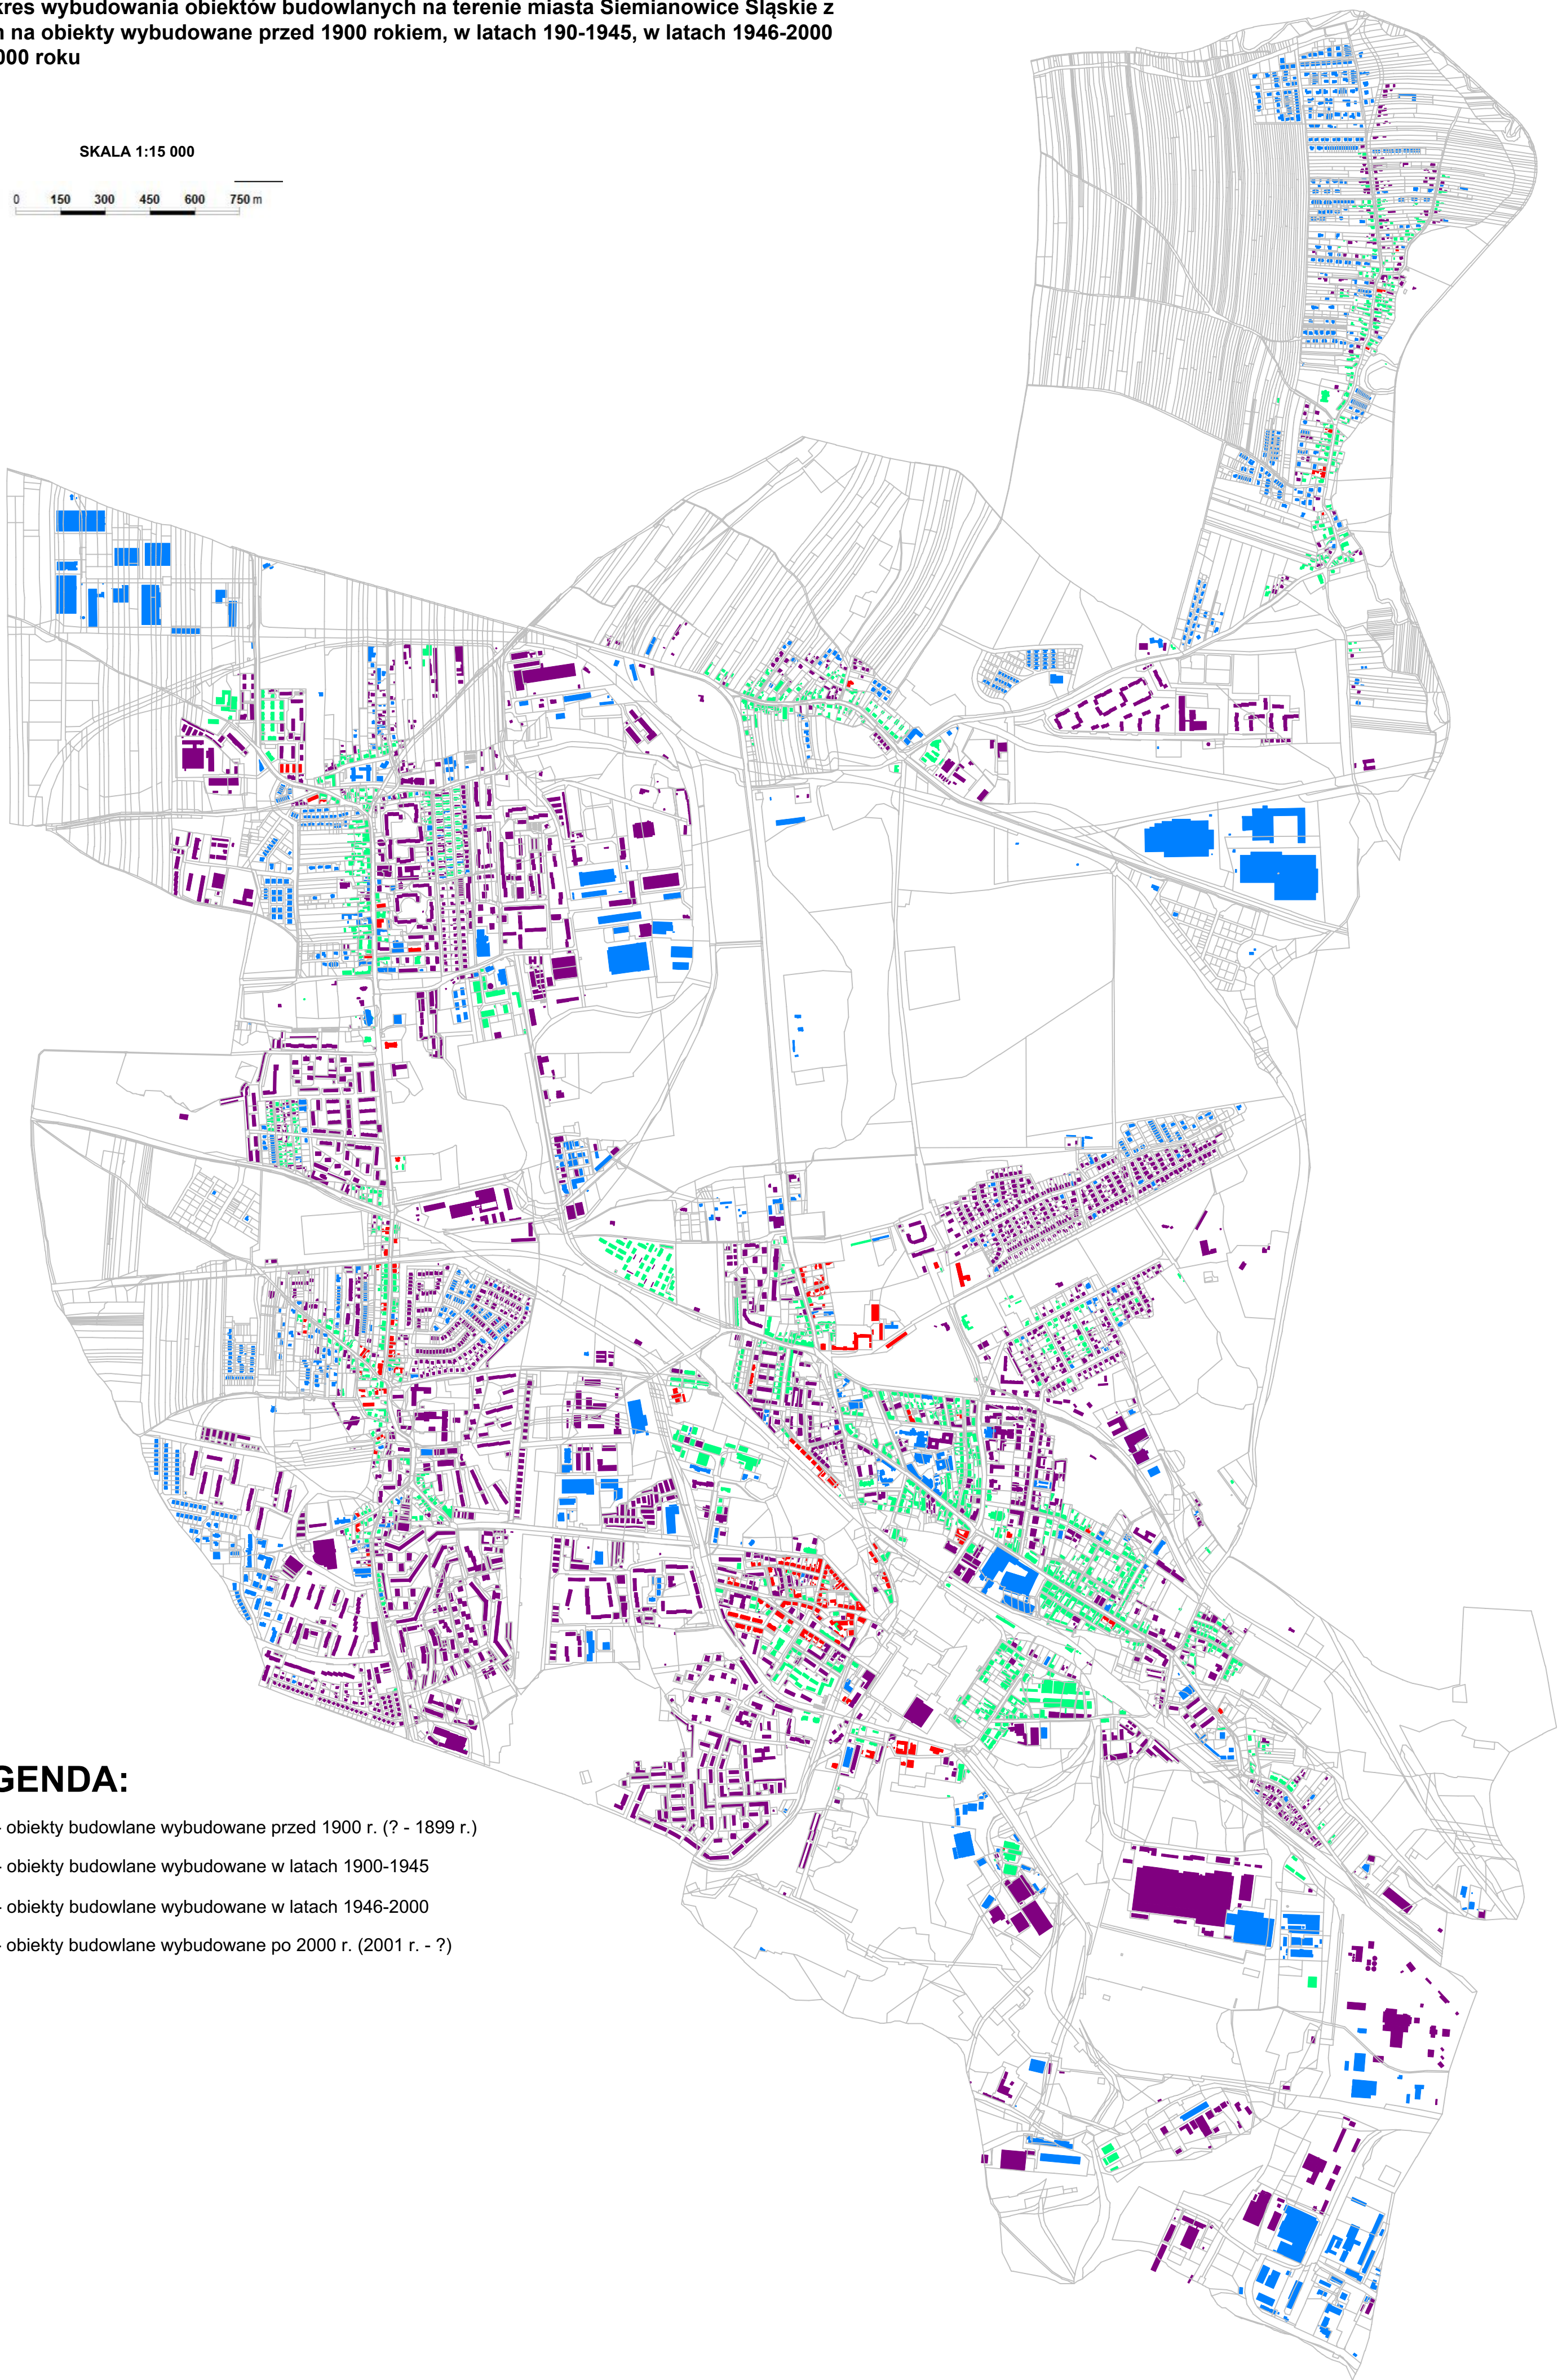 kres wybudowania obiektów budowlanych na terenie miasta Siemianowice Śląskie z
na obiekty wybudowane przed 1900 rokiem, w latach 190-1945, w latach 1946-2000
000 roku
SKALA 1:15 000
0 150 300 450 600 750 m
GENDA:
- obiekty budowlane wybudowane przed 1900 r. (? - 1899 r.)
- obiekty budowlane wybudowane w latach 1900-1945
- obiekty budowlane wybudowane w latach 1946-2000
- obiekty budowlane wybudowane po 2000 r. (2001 r. - ?)